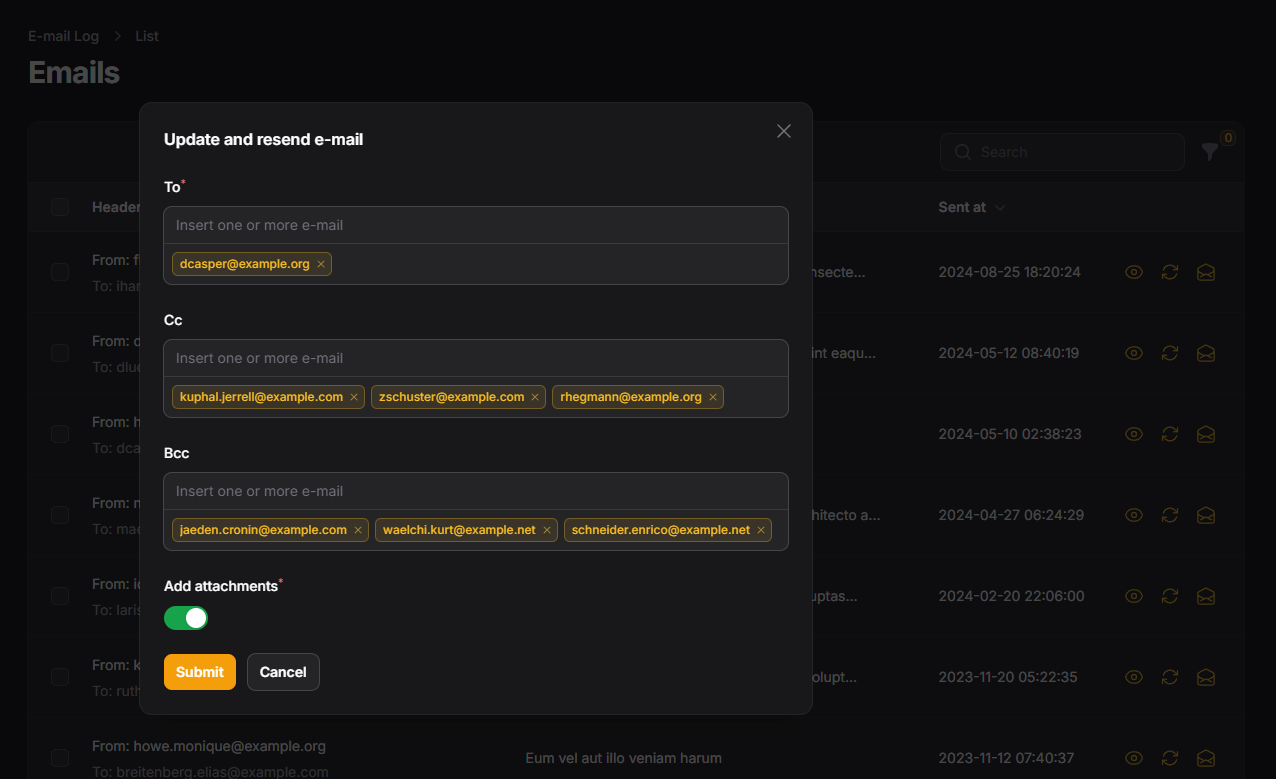 E-mail Log > List
Emails
Update and resend e-mail
Search
0
To*
Insert one or more e-mail
dcasper@example.org ×
Header
Sent at
From:
To:
2024-08-25 18:20:24
Cc
Insert one or more e-mail
kuphal.jerrell@example.com × zschuster@example.com × rhegmann@example.org ×
From:
To:
int eaqu...
2024-05-12 08:40:19
From:
To: dca
2024-05-10 02:38:23
Bcc
Insert one or more e-mail
jaeden.cronin@example.com × waelchi.kurt@example.net × schneider.enrico@example.net ×
From:
To: mae
hitecto a...
2024-04-27 06:24:29
Add attachments*
From:
To: laris
uptas...
2024-02-20 22:06:00
Submit Cancel
From:
To: ruth
olupt...
2023-11-20 05:22:35
From: howe.monique@example.org
To: breitenberg.elias@example.com
Eum vel aut illo veniam harum
2023-11-12 07:40:37